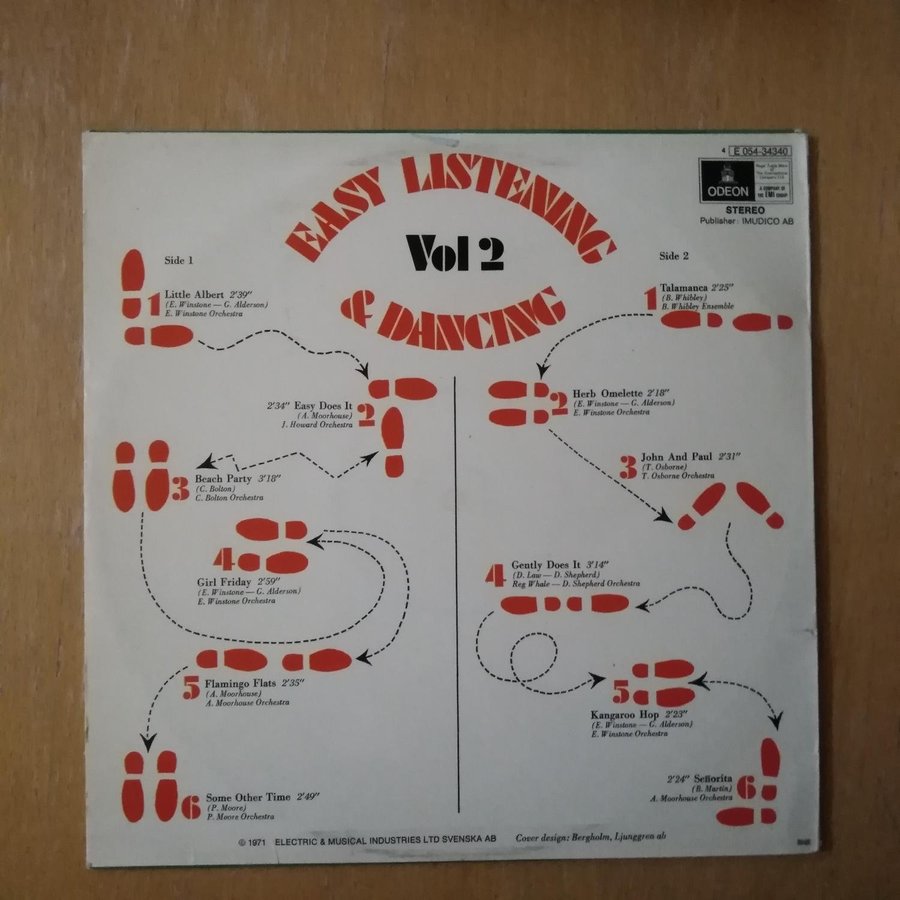 4 E 054-34340
ODEON
A COMPANY OF
THE EMI GROUP
STEREO
Publisher: IMUDICO AB
EASY LISTENING
Vol 2
& DANCING
Side 1
1 Little Albert 2'39"
(E. Winstone — G. Alderson)
E. Winstone Orchestra
2'34" Easy Does It 2
(A. Moorhouse)
J. Howard Orchestra
3 Beach Party 3'18"
(C. Bolton)
C. Bolton Orchestra
4
Girl Friday 2'59"
(E. Winstone — G. Alderson)
E. Winstone Orchestra
5 Flamingo Flats 2'35"
(A. Moorhouse)
A. Moorhouse Orchestra
6 Some Other Time 2'49"
(P. Moore)
P. Moore Orchestra
Side 2
1 Talamanca 2'25"
(B. Whibley)
B. Whibley Ensemble
2 Herb Omelette 2'18"
(E. Winstone — G. Alderson)
E. Winstone Orchestra
3 John And Paul 2'31"
(T. Osborne)
T. Osborne Orchestra
4 Gently Does It 3'14"
(D. Law — D. Shepherd)
Reg Whale — D. Shepherd Orchestra
5
Kangaroo Hop 2'23"
(E. Winstone — G. Alderson)
E. Winstone Orchestra
2'24" Señorita 6
(B. Martin)
A. Moorhouse Orchestra
© 1971 ELECTRIC & MUSICAL INDUSTRIES LTD SVENSKA AB
Cover design: Bergholm, Ljunggren ab